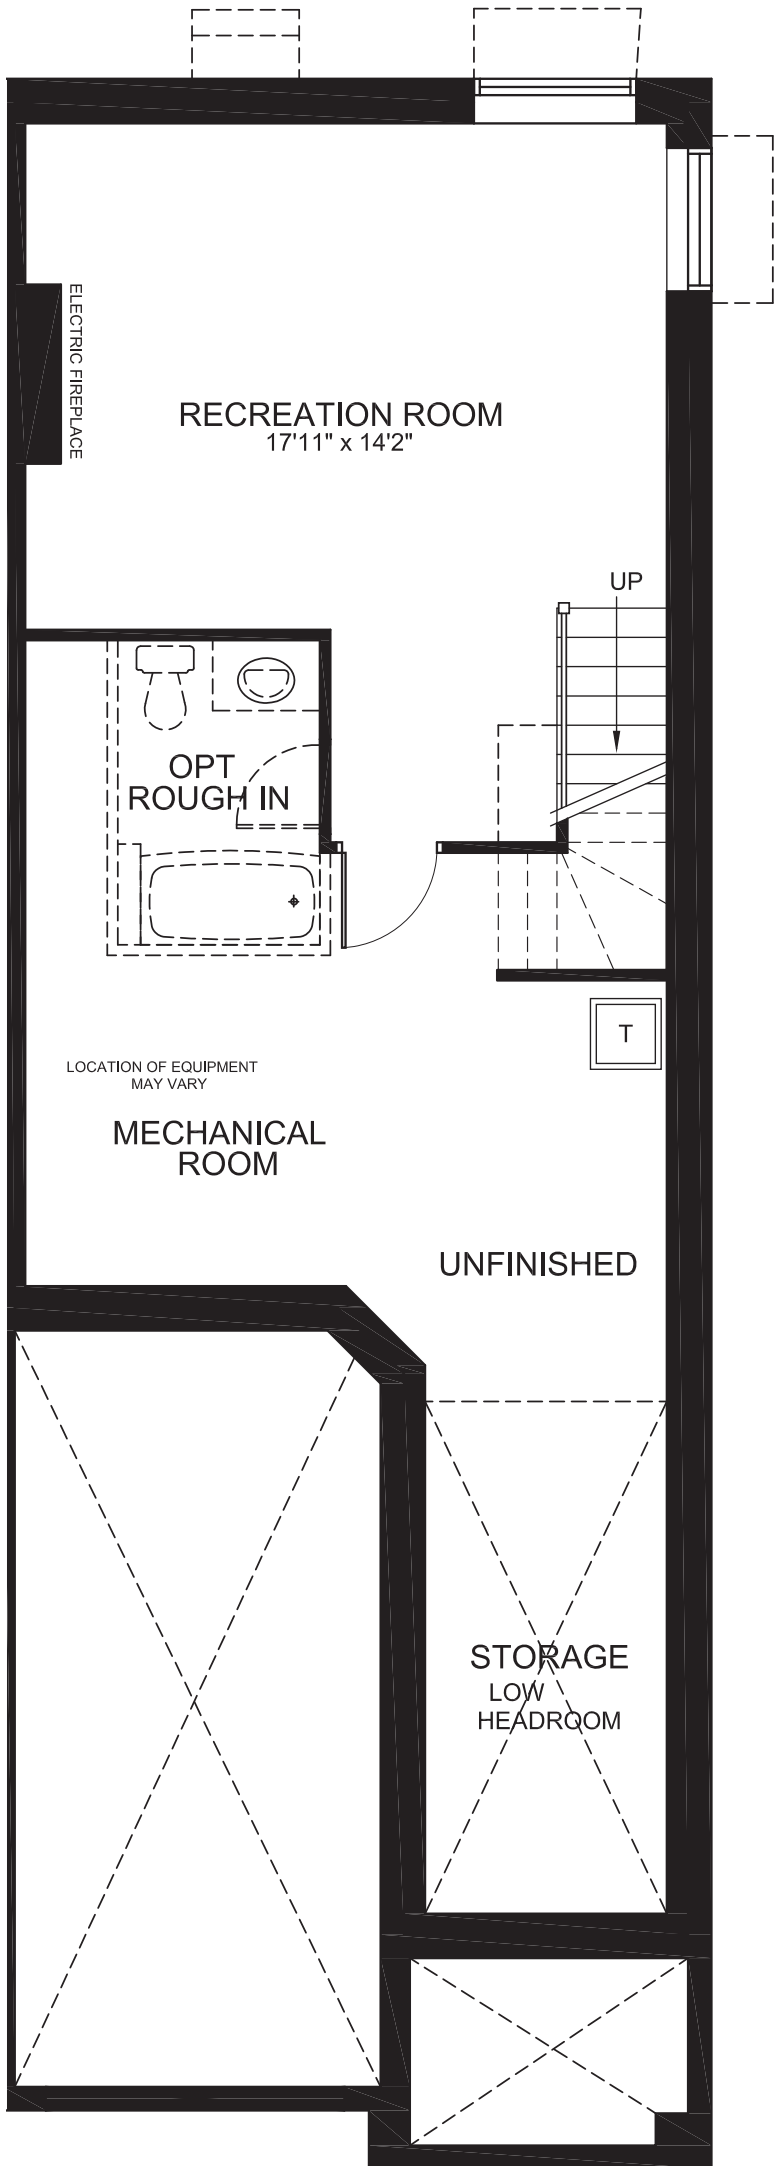 ELECTRIC FIREPLACE
RECREATION ROOM
17'11" x 14'2"
UP
OPT
ROUGH IN
T
LOCATION OF EQUIPMENT
MAY VARY
MECHANICAL
ROOM
UNFINISHED
STORAGE
LOW
HEADROOM